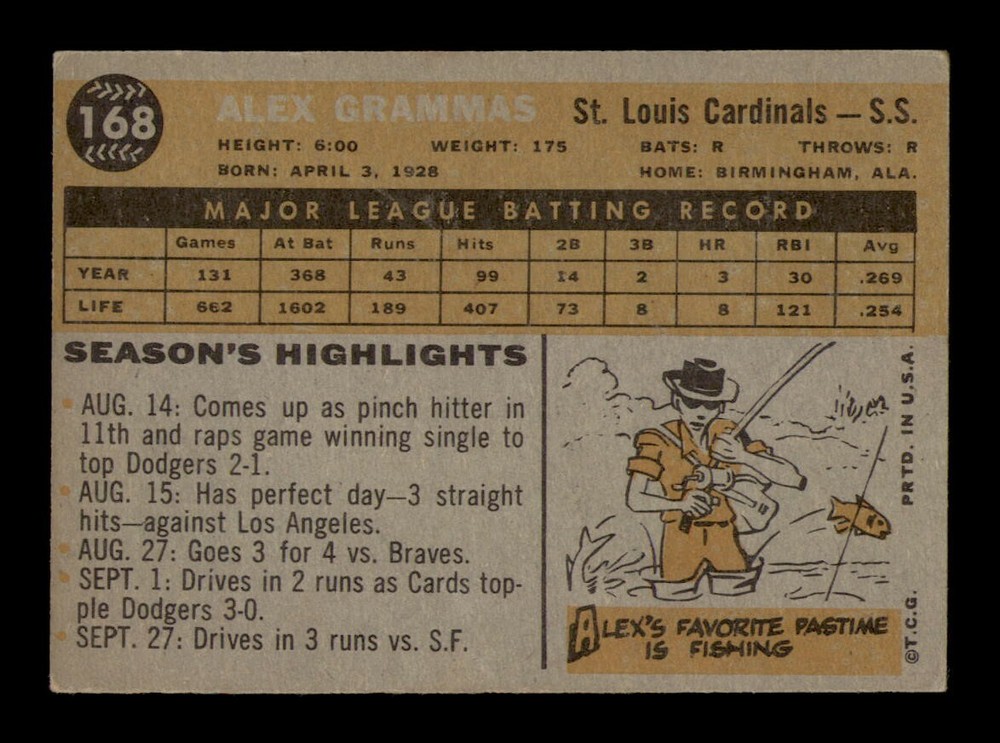 168
ALEX GRAMMAS St. Louis Cardinals — S.S.
HEIGHT: 6:00 WEIGHT: 175 BATS: R THROWS: R
BORN: APRIL 3, 1928 HOME: BIRMINGHAM, ALA.
MAJOR LEAGUE BATTING RECORD
Games At Bat Runs Hits 2B 3B HR RBI Avg
YEAR 131 368 43 99 14 2 3 30 .269
LIFE 662 1602 189 407 73 8 8 121 .254
SEASON'S HIGHLIGHTS
AUG. 14: Comes up as pinch hitter in
11th and raps game winning single to
top Dodgers 2-1.
AUG. 15: Has perfect day—3 straight
hits—against Los Angeles.
AUG. 27: Goes 3 for 4 vs. Braves.
SEPT. 1: Drives in 2 runs as Cards top-
ple Dodgers 3-0.
SEPT. 27: Drives in 3 runs vs. S.F.
ALEX'S FAVORITE PASTIME
IS FISHING
©T.C.G. PRTD. IN U.S.A.